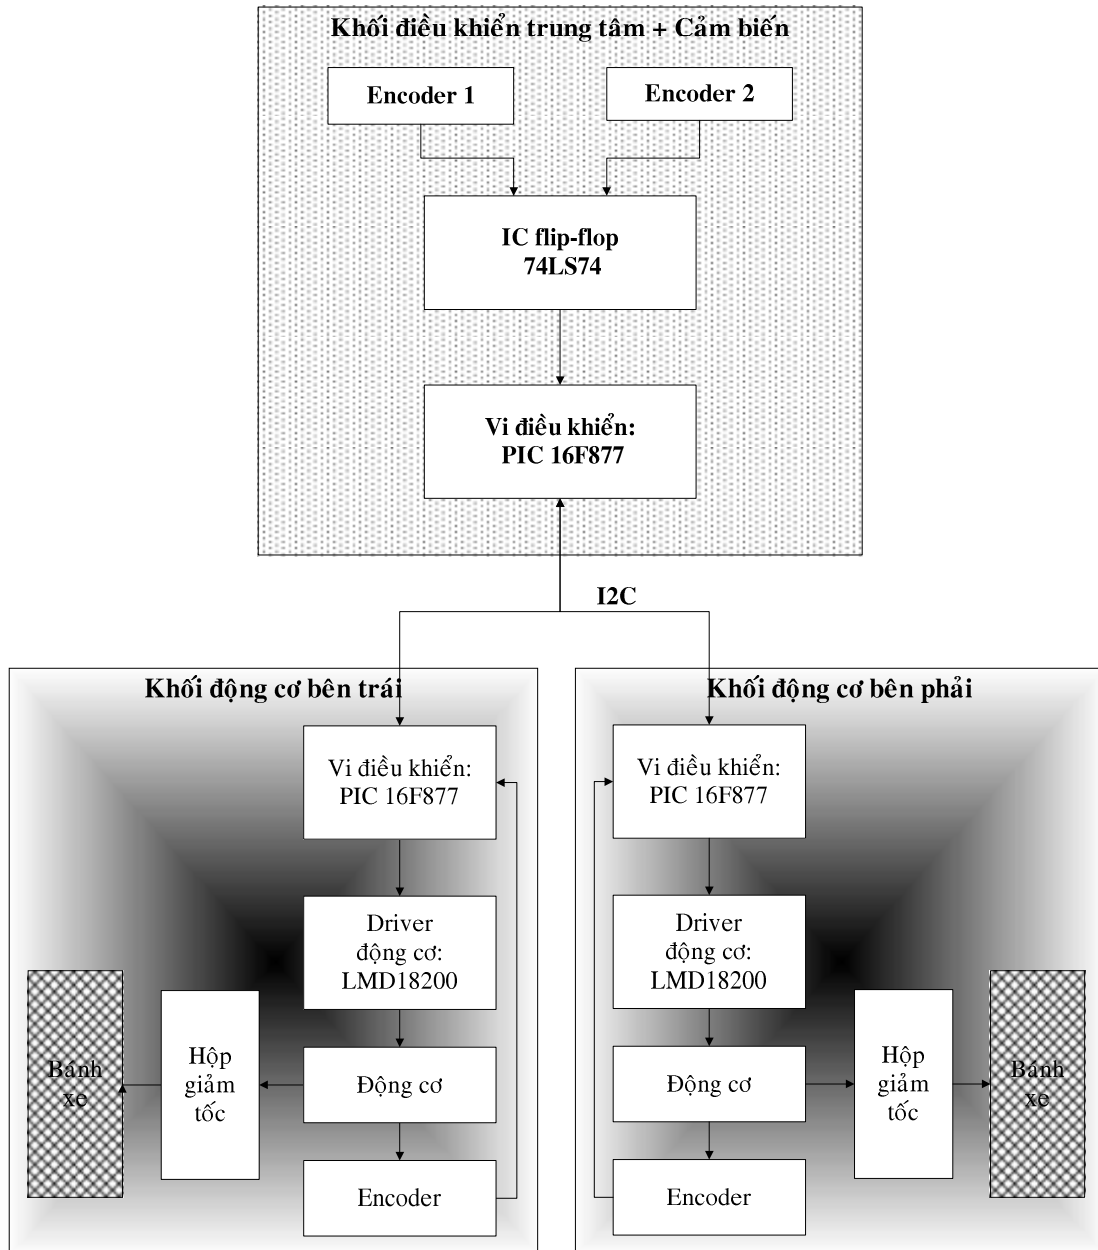 Khối điều khiển trung tâm + Cảm biến
Encoder 1
Encoder 2
IC flip-flop
74LS74
Vi điều khiển:
PIC 16F877
I2C
Khối động cơ bên trái
Vi điều khiển:
PIC 16F877
Driver
động cơ:
LMD18200
Động cơ
Encoder
Hộp
giảm
tốc
Bánh
xe
Khối động cơ bên phải
Vi điều khiển:
PIC 16F877
Driver
động cơ:
LMD18200
Động cơ
Encoder
Hộp
giảm
tốc
Bánh
xe